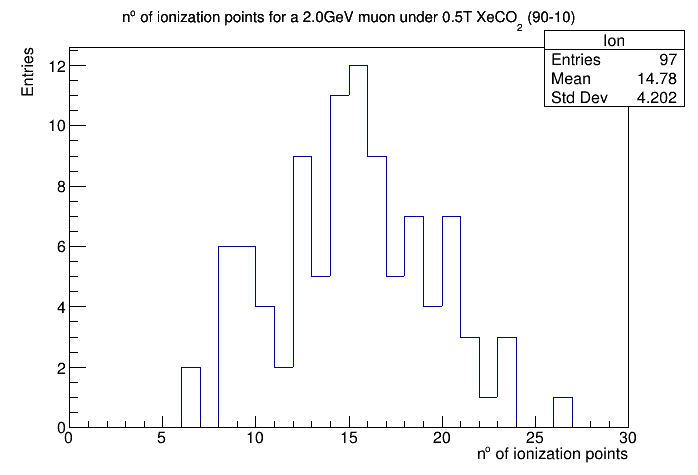 nº of ionization points for a 2.0GeV muon under 0.5T XeCO₂ (90-10)
Ion
Entries 97
Mean 14.78
Std Dev 4.202
Entries
12
10
8
6
4
2
0
0 5 10 15 20 25 30
nº of ionization points